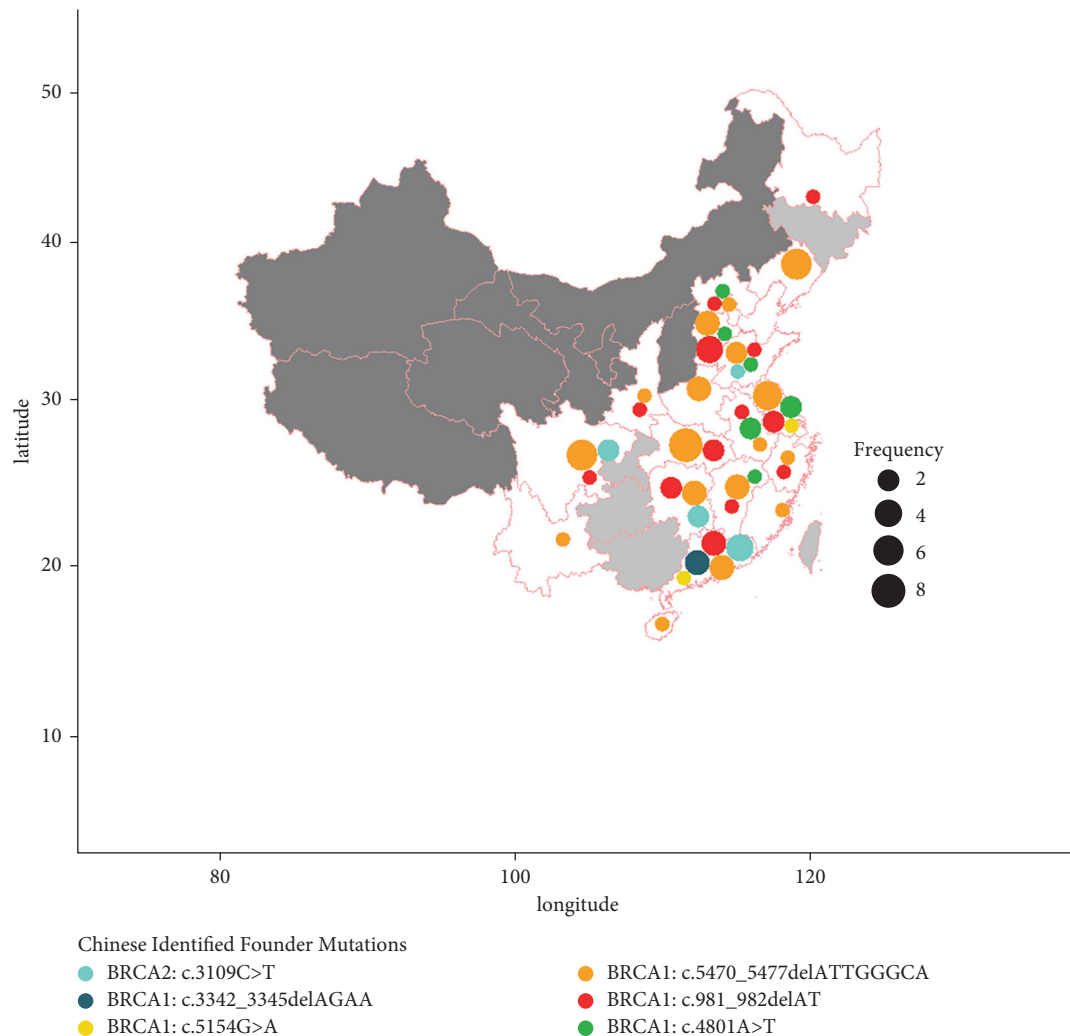 50
40
30
20
10
latitude
Frequency
2
4
6
8
80
100
120
longitude
Chinese Identified Founder Mutations
BRCA2: c.3109C>T
BRCA1: c.3342_3345delAGAA
BRCA1: c.5154G>A
BRCA1: c.5470_5477delATTGGGCA
BRCA1: c.981_982delAT
BRCA1: c.4801A>T